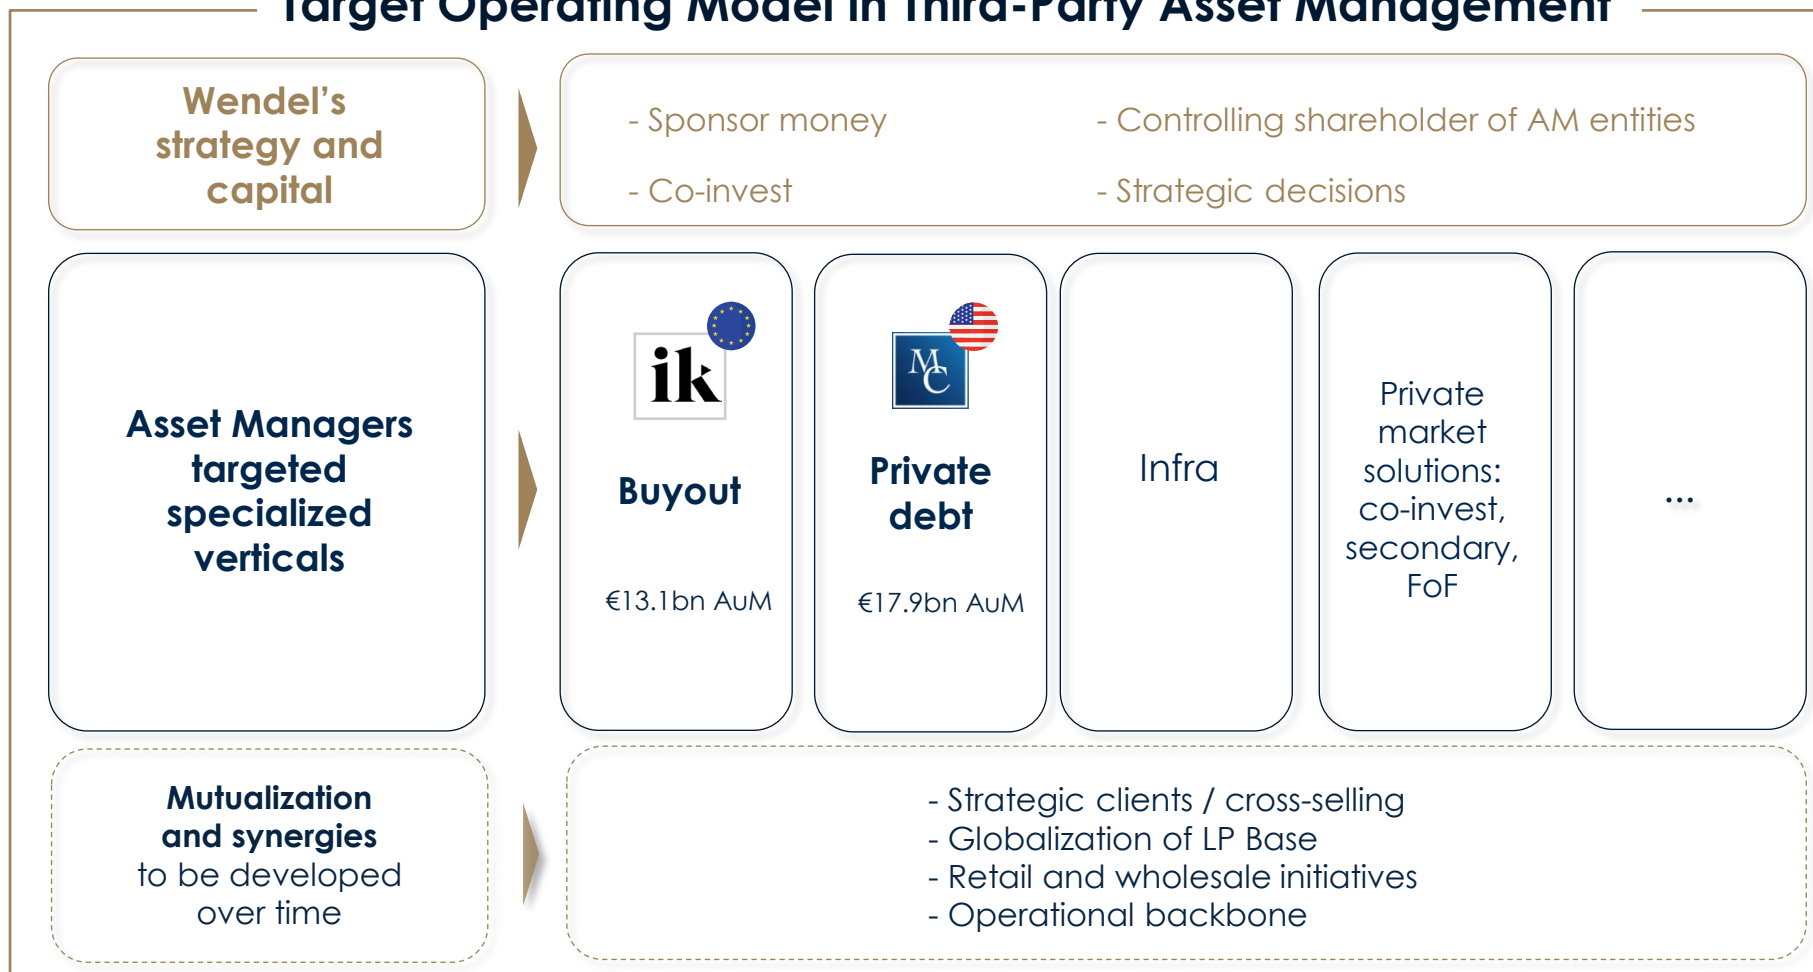 Target Operating Model in Third-Party Asset Management
Wendel's
strategy and
capital
- Sponsor money
- Controlling shareholder of AM entities
- Co-invest
- Strategic decisions
Asset Managers
targeted
specialized
verticals
ik
Buyout
€13.1bn AuM
MC
Private
debt
€17.9bn AuM
Infra
Private
market
solutions:
co-invest,
secondary,
FoF
...
Mutualization
and synergies
to be developed
over time
- Strategic clients / cross-selling
- Globalization of LP Base
- Retail and wholesale initiatives
- Operational backbone